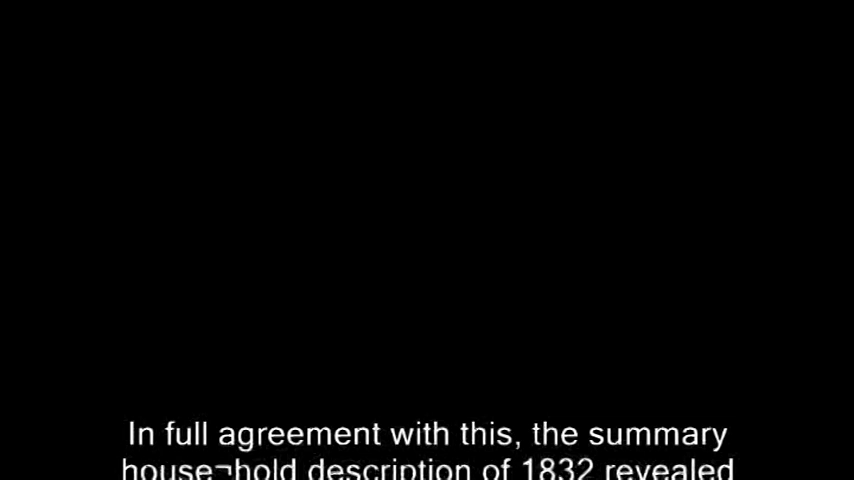 In full agreement with this, the summary
house¬hold description of 1832 revealed